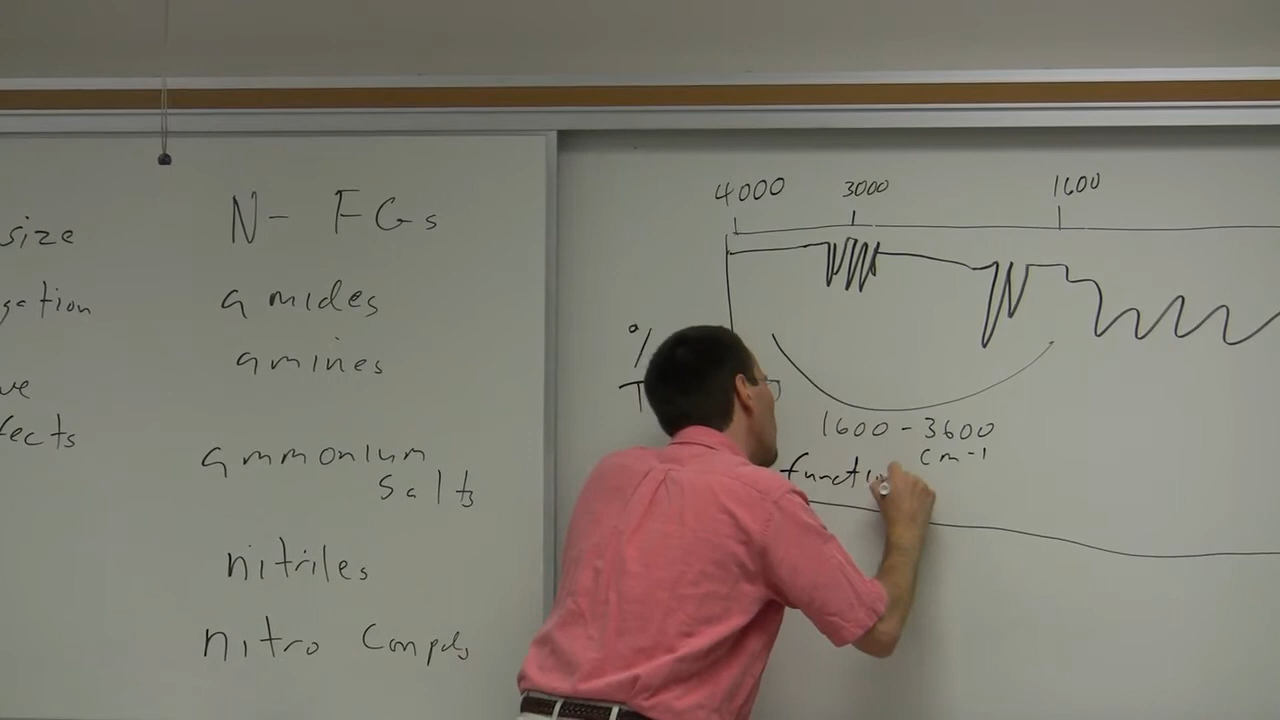 size
gation
ve
fects
N- FGs
amides
amines
ammonium
salts
nitriles
nitro Compds
4000 3000 1600
%
T
1600-3600
cm-1
functi